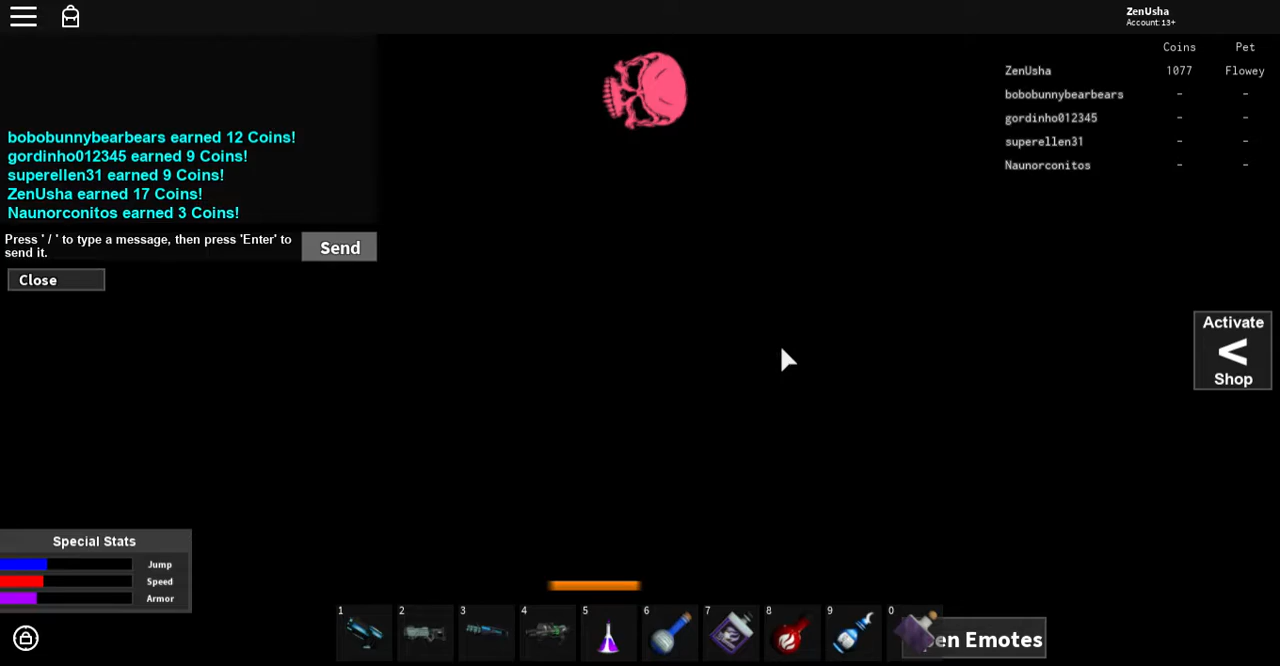 ZenUsha
Account: 13+
Coins Pet
ZenUsha 1077 Flowey
bobobunnybearbears - -
gordinho012345 - -
superellen31 - -
Naunorconitos - -
bobobunnybearbears earned 12 Coins!
gordinho012345 earned 9 Coins!
superellen31 earned 9 Coins!
ZenUsha earned 17 Coins!
Naunorconitos earned 3 Coins!
Press '/' to type a message, then press 'Enter' to
send it.
Send
Close
Activate
<
Shop
Special Stats
Jump
Speed
Armor
1 2 3 4 5 6 7 8 9 0
en Emotes